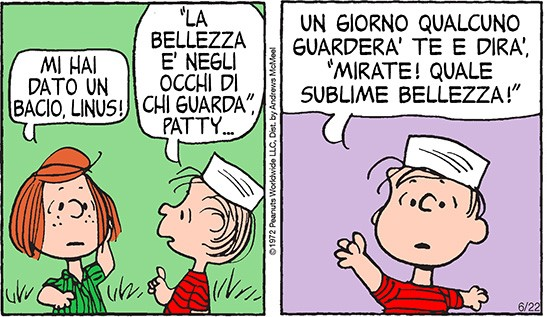 MI HAI
DATO UN
BACIO, LINUS!
"LA
BELLEZZA
E' NEGLI
OCCHI DI
CHI GUARDA",
PATTY...
©1972 Peanuts Worldwide LLC, Dist. by Andrews McMeel
UN GIORNO QUALCUNO
GUARDERA' TE E DIRA',
"MIRATE! QUALE
SUBLIME BELLEZZA!"
6/22